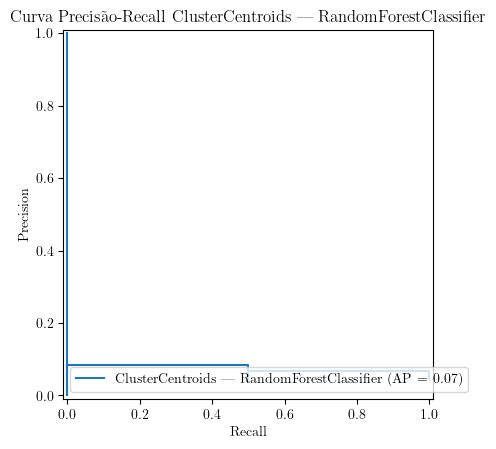 Curva Precisão-Recall ClusterCentroids — RandomForestClassifier
1.0
0.8
0.6
0.4
0.2
0.0
Precision
ClusterCentroids — RandomForestClassifier (AP = 0.07)
0.0 0.2 0.4 0.6 0.8 1.0
Recall